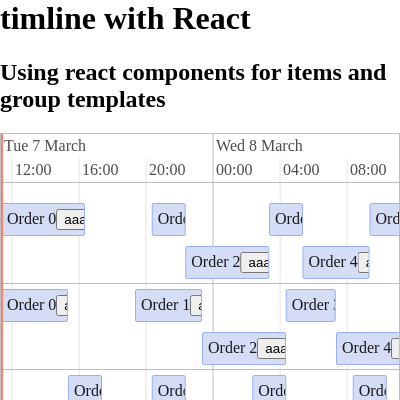 timline with React
Using react components for items and
group templates
Tue 7 March Wed 8 March
12:00 16:00 20:00 00:00 04:00 08:00
Order 0 aaa
Order 2 aaa Order 4
Order 0 Order 1 Order
Order 2 aaa Order 4